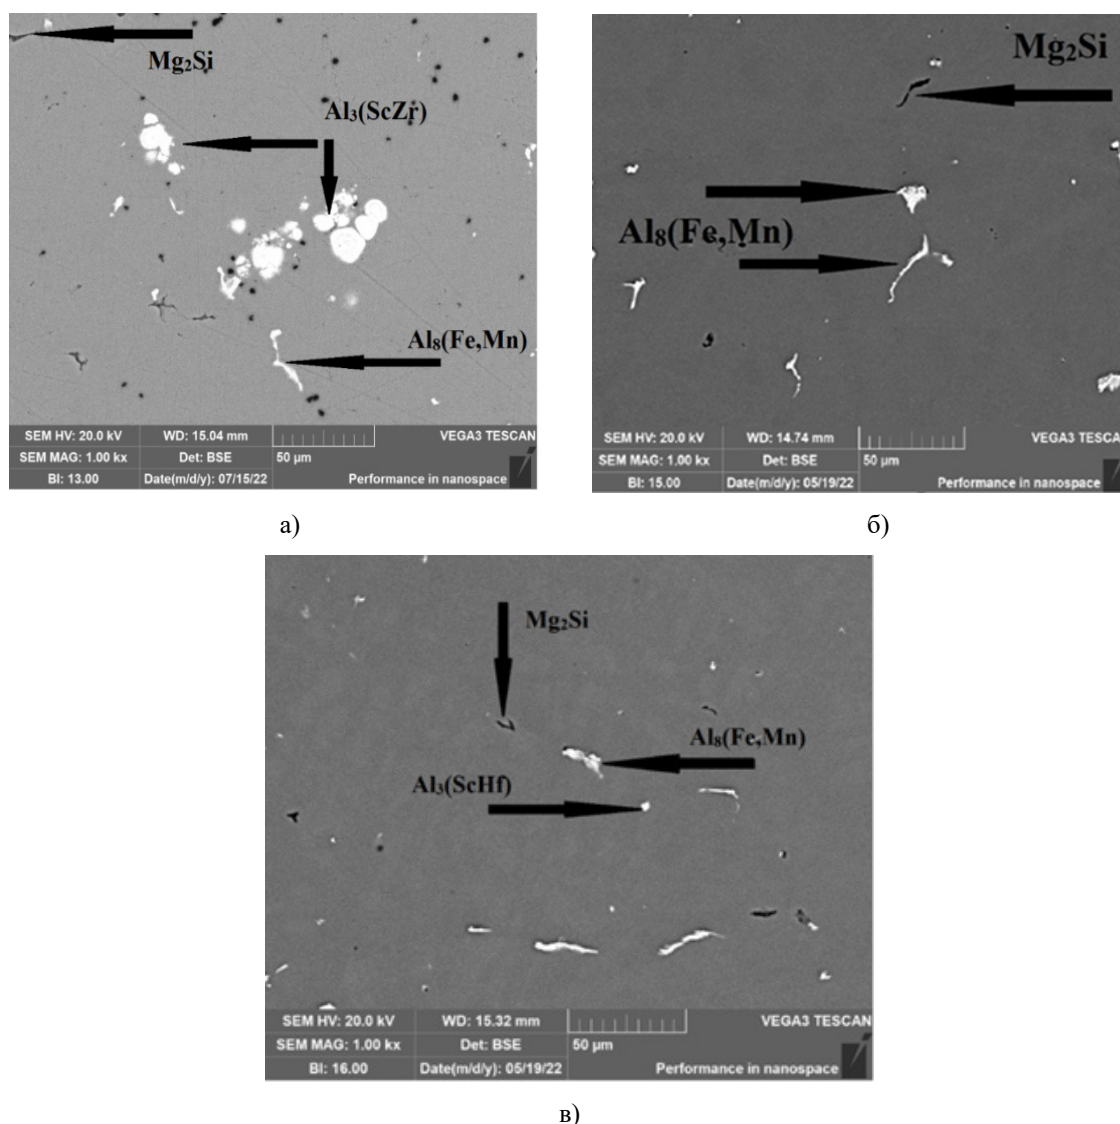 Mg₂Si
Al₃(ScZr)
Al₈(Fe,Mn)
SEM HV: 20.0 kV WD: 15.04 mm VEGA3 TESCAN
SEM MAG: 1.00 kx Det: BSE 50 µm
BI: 13.00 Date(m/d/y): 07/15/22 Performance in nanospace
а)
Mg₂Si
Al₈(Fe,Mn)
SEM HV: 20.0 kV WD: 14.74 mm VEGA3 TESCAN
SEM MAG: 1.00 kx Det: BSE 50 µm
BI: 15.00 Date(m/d/y): 05/19/22 Performance in nanospace
б)
Mg₂Si
Al₈(Fe,Mn)
Al₃(ScHf)
SEM HV: 20.0 kV WD: 15.32 mm VEGA3 TESCAN
SEM MAG: 1.00 kx Det: BSE 50 µm
BI: 16.00 Date(m/d/y): 05/19/22 Performance in nanospace
в)